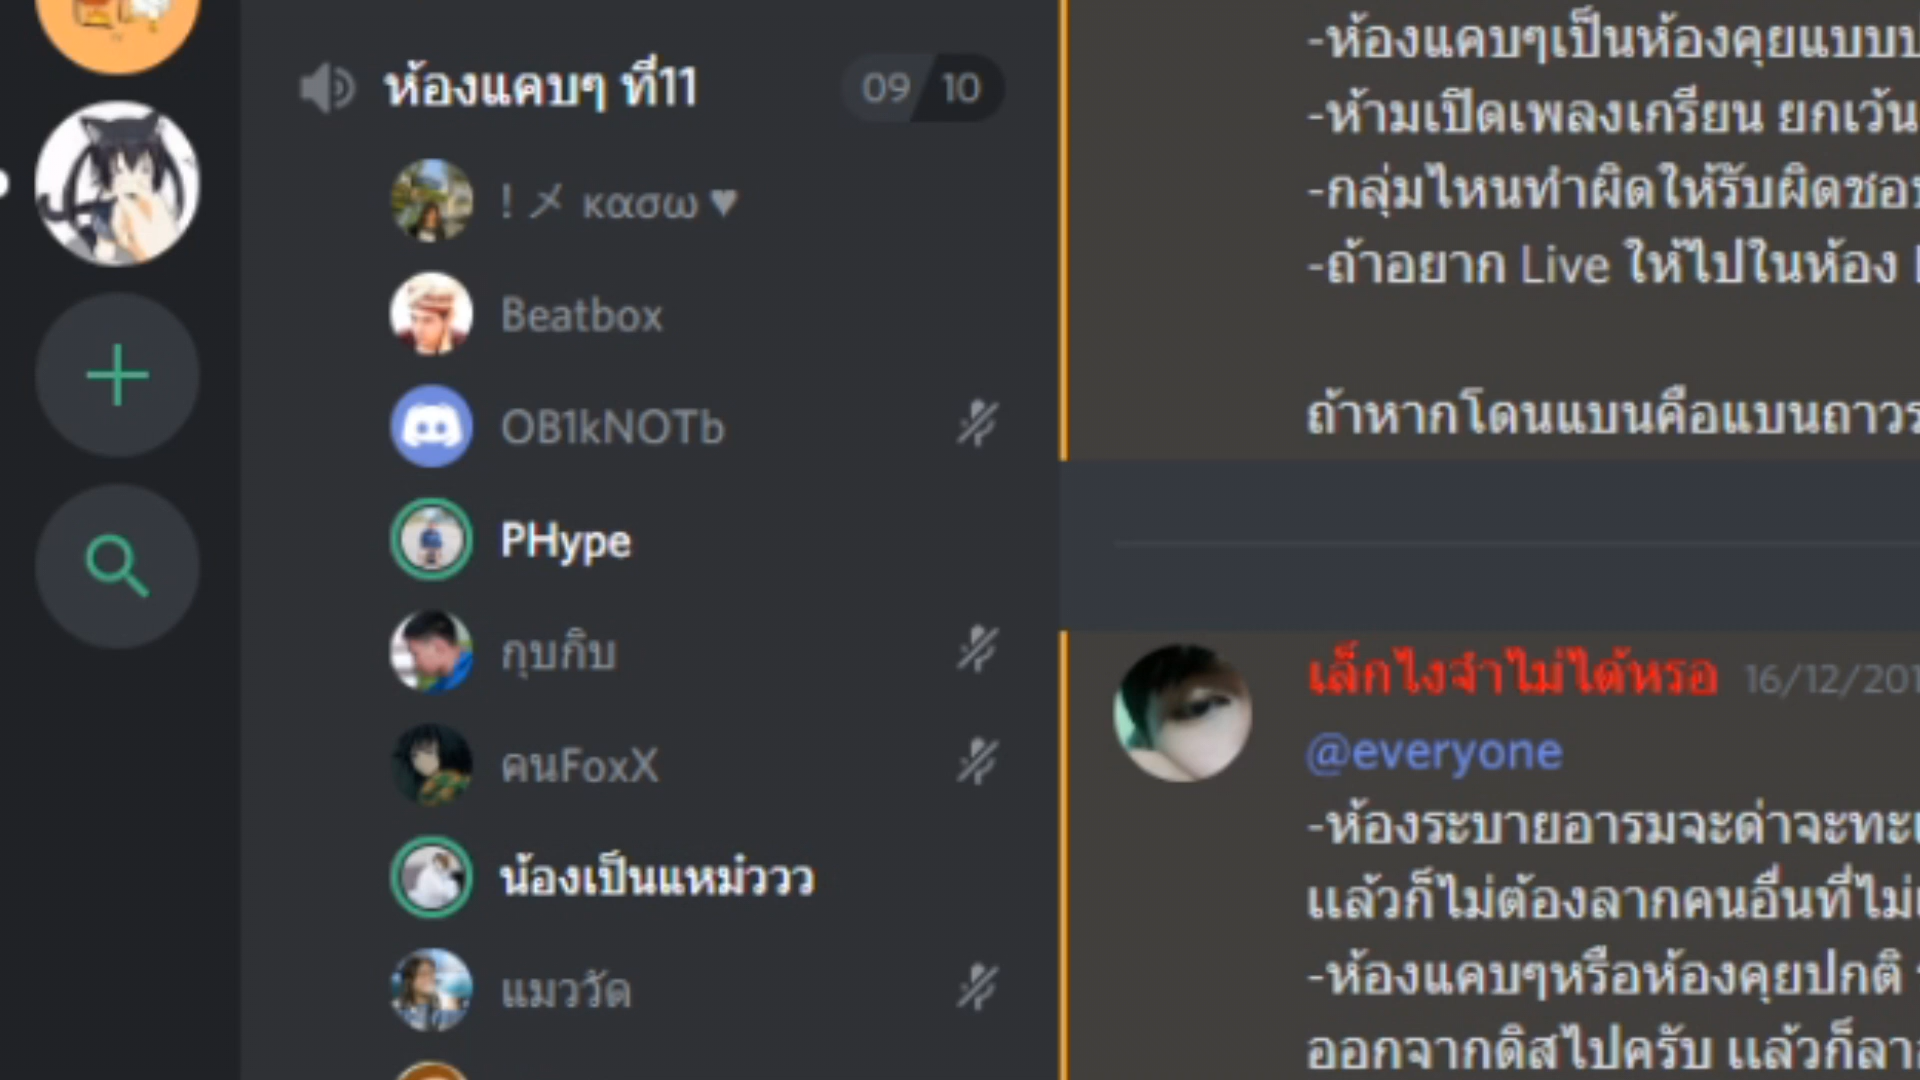 ห้องแคบๆ ที่11
09 10
! メ κασω ♥
Beatbox
OB1kNOTb
PHype
กุบกิบ
คนFoxX
น้องเป็นแหม๋ววว
แมววัด
-ห้องแคบๆเป็นห้องคุยแบบ
-ห้ามเปิดเพลงเกรียน ยกเว้น
-กลุ่มไหนทำผิดให้รับผิดชอบ
-ถ้าอยาก Live ให้ไปในห้อง
ถ้าหากโดนแบนคือแบนถาวร
เล็กไงจำไม่ได้หรอ 16/12/201
@everyone
-ห้องระบายอารมจะด่าจะทะเ
แล้วก็ไม่ต้องลากคนอื่นที่ไม่เ
-ห้องแคบๆหรือห้องคุยปกติ
ออกจากดิสไปครับ แล้วก็ลา